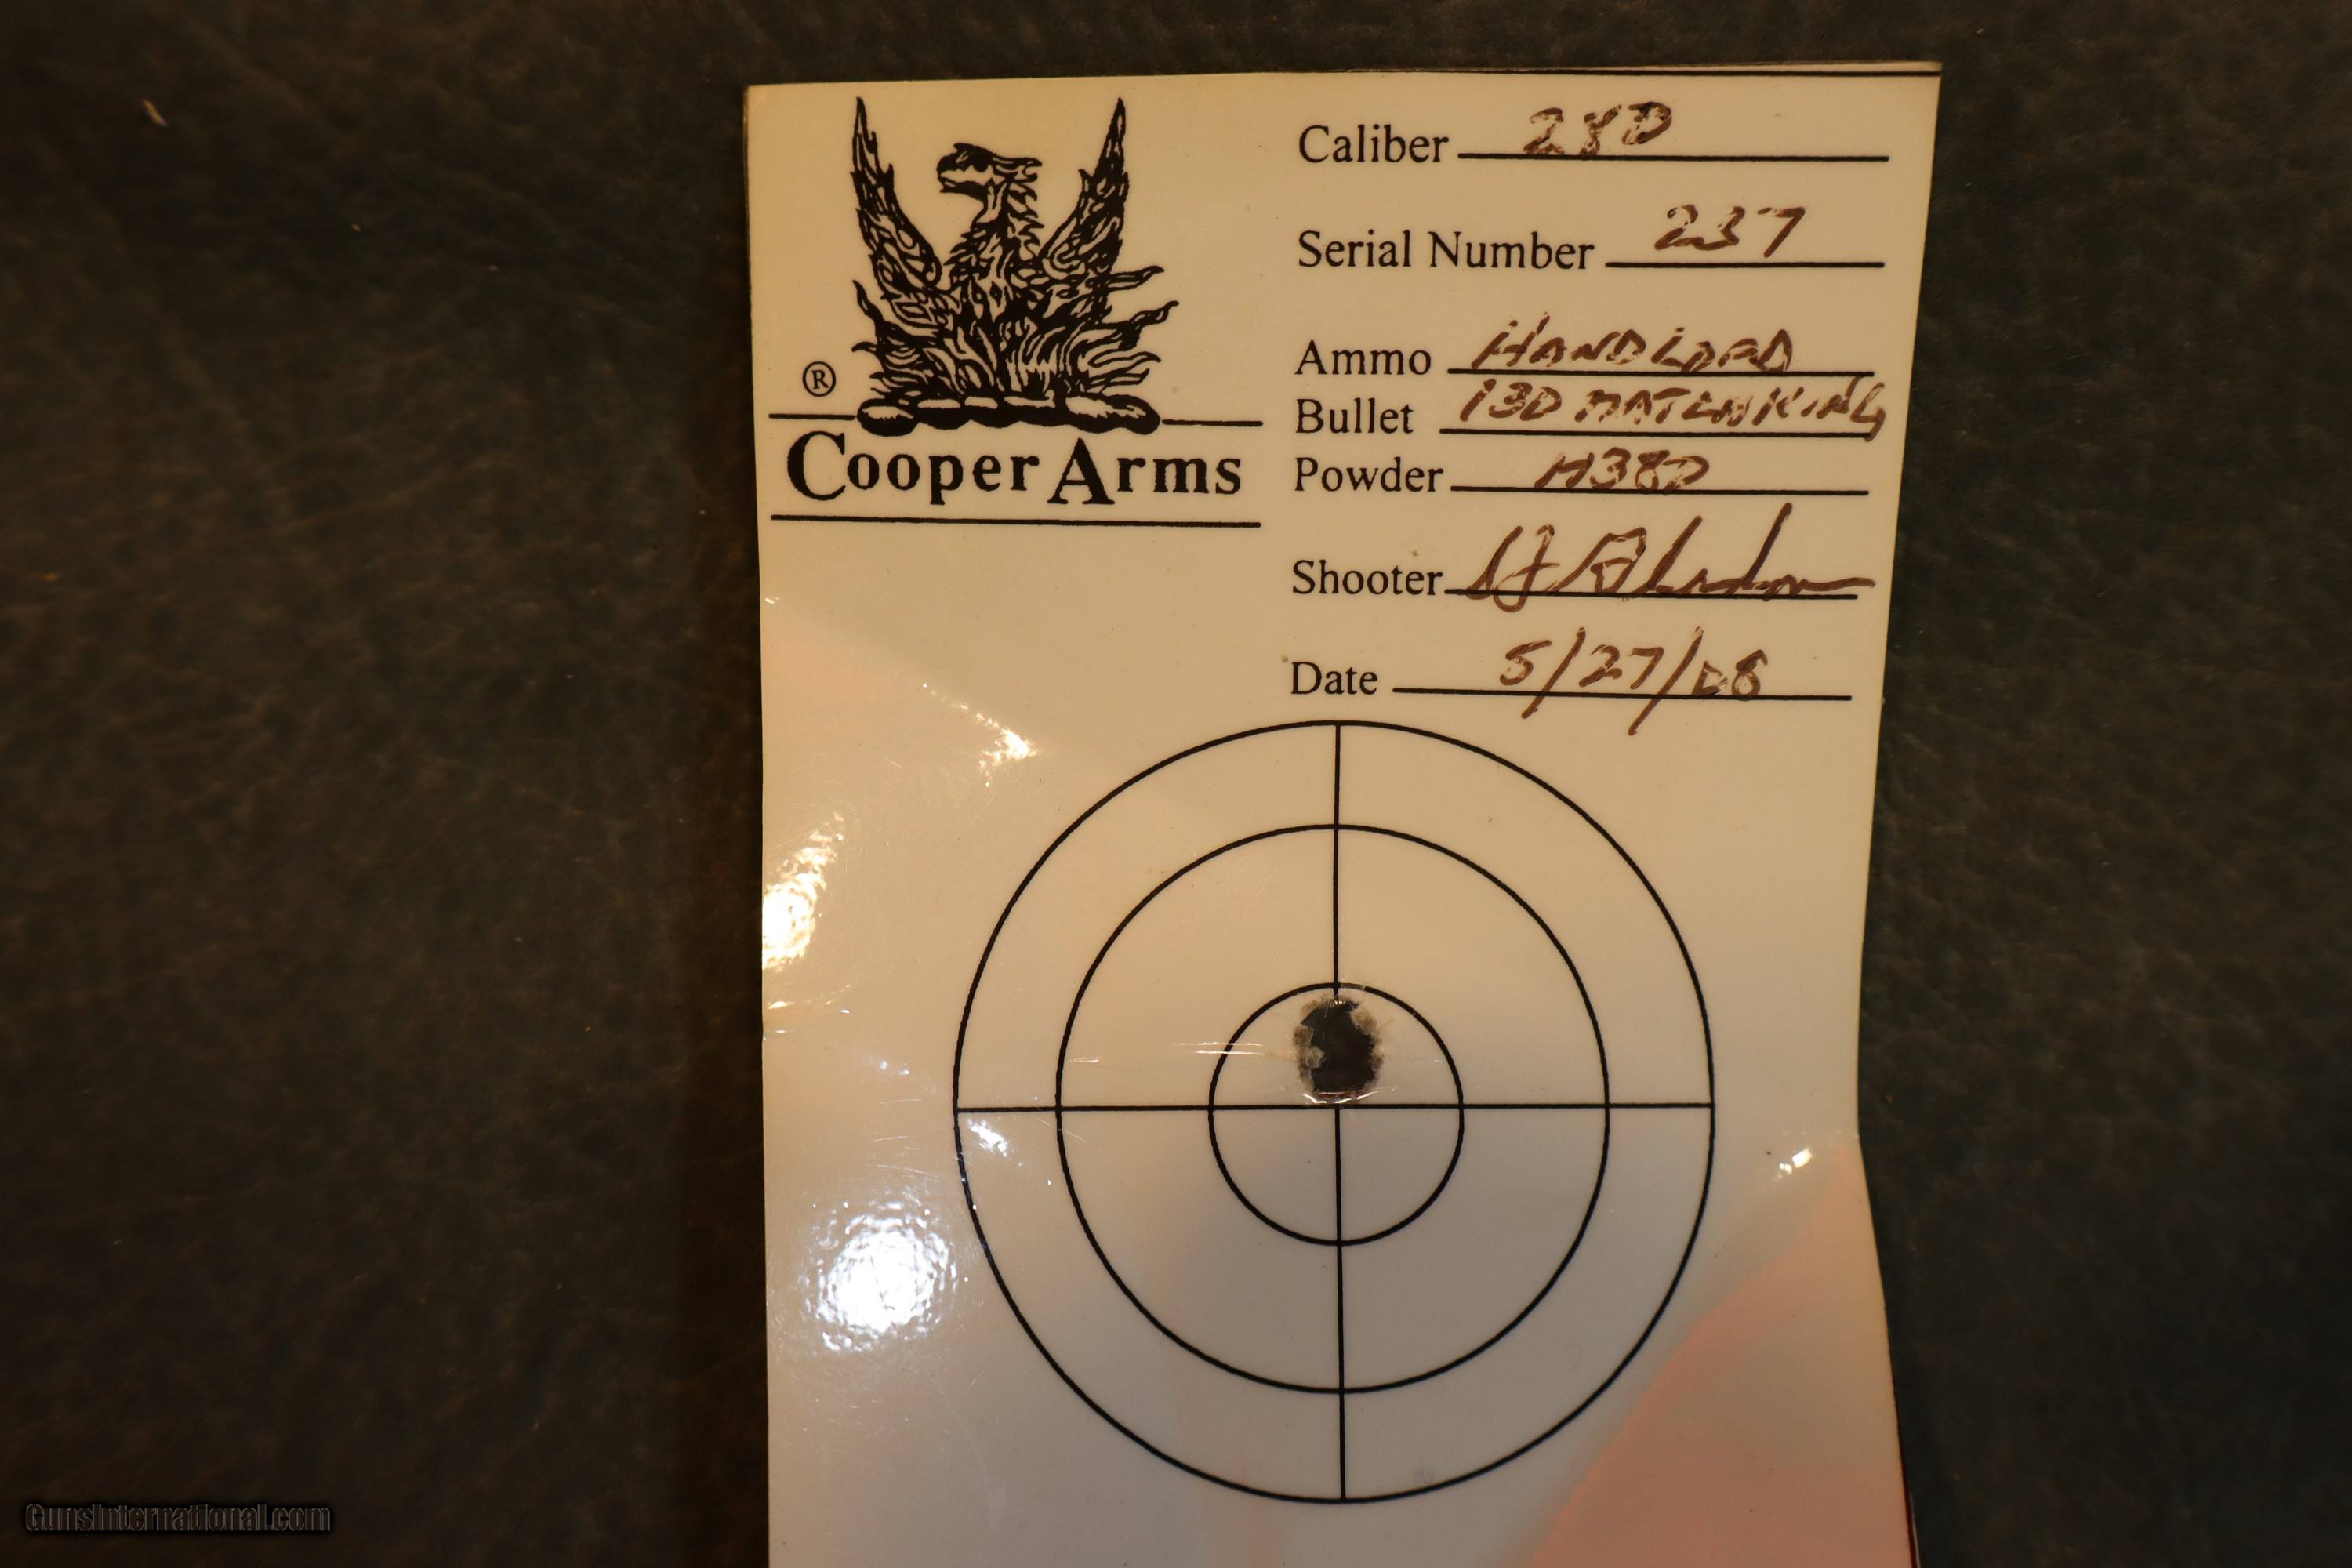 ®
Cooper Arms
Caliber 280
Serial Number 237
Ammo HANDLOAD
Bullet 130 MATCHKING
Powder H380
Shooter
Date 5/27/08
GunsInternational.com